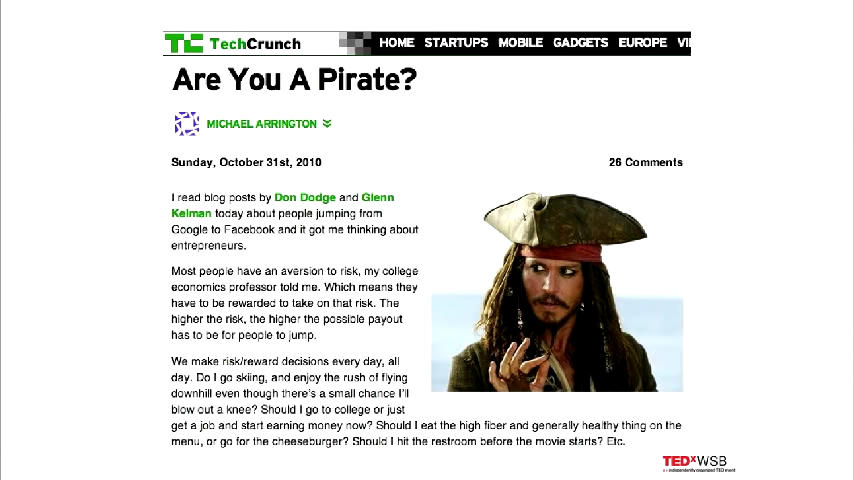 TechCrunch
HOME STARTUPS MOBILE GADGETS EUROPE VI
Are You A Pirate?
MICHAEL ARRINGTON
Sunday, October 31st, 2010
26 Comments
I read blog posts by Don Dodge and Glenn
Kelman today about people jumping from
Google to Facebook and it got me thinking about
entrepreneurs.
Most people have an aversion to risk, my college
economics professor told me. Which means they
have to be rewarded to take on that risk. The
higher the risk, the higher the possible payout
has to be for people to jump.
We make risk/reward decisions every day, all
day. Do I go skiing, and enjoy the rush of flying
downhill even though there's a small chance I'll
blow out a knee? Should I go to college or just
get a job and start earning money now? Should I eat the high fiber and generally healthy thing on the
menu, or go for the cheeseburger? Should I hit the restroom before the movie starts? Etc.
TEDxWSB
x = independently organized TED event